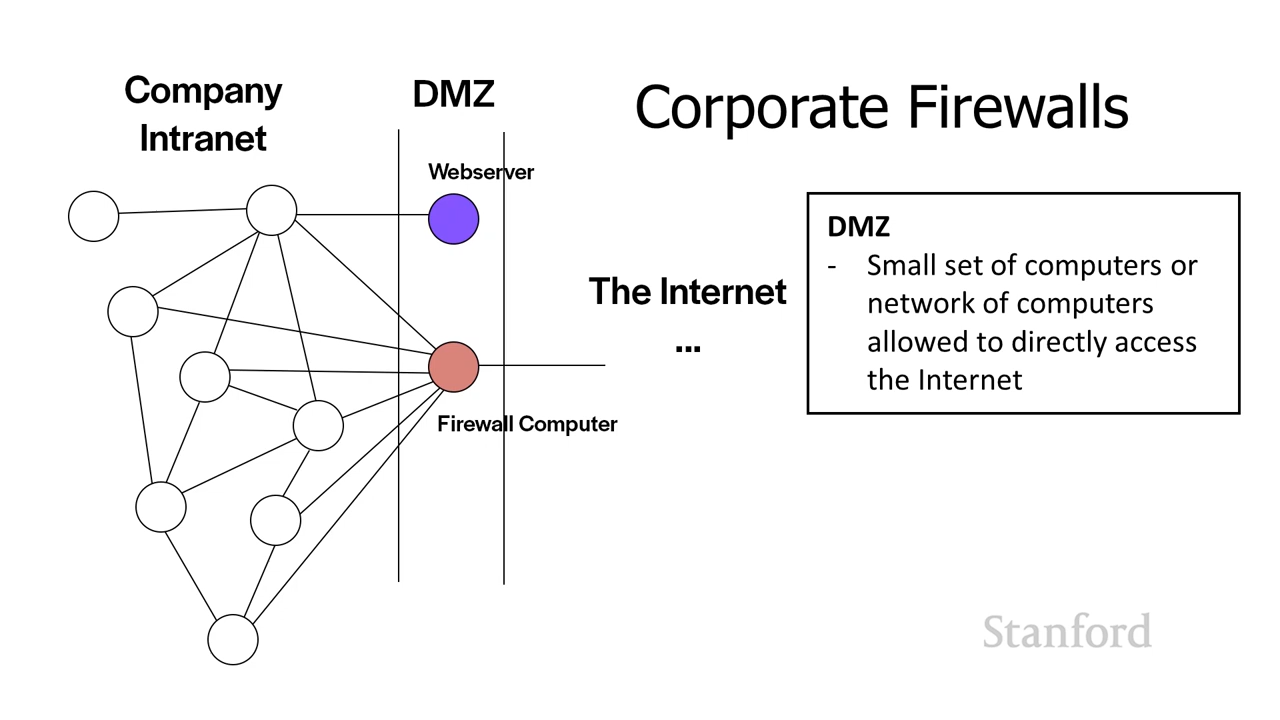 Company
Intranet
DMZ
Corporate Firewalls
Webserver
The Internet
...
Firewall Computer
DMZ
- Small set of computers or
network of computers
allowed to directly access
the Internet
Stanford